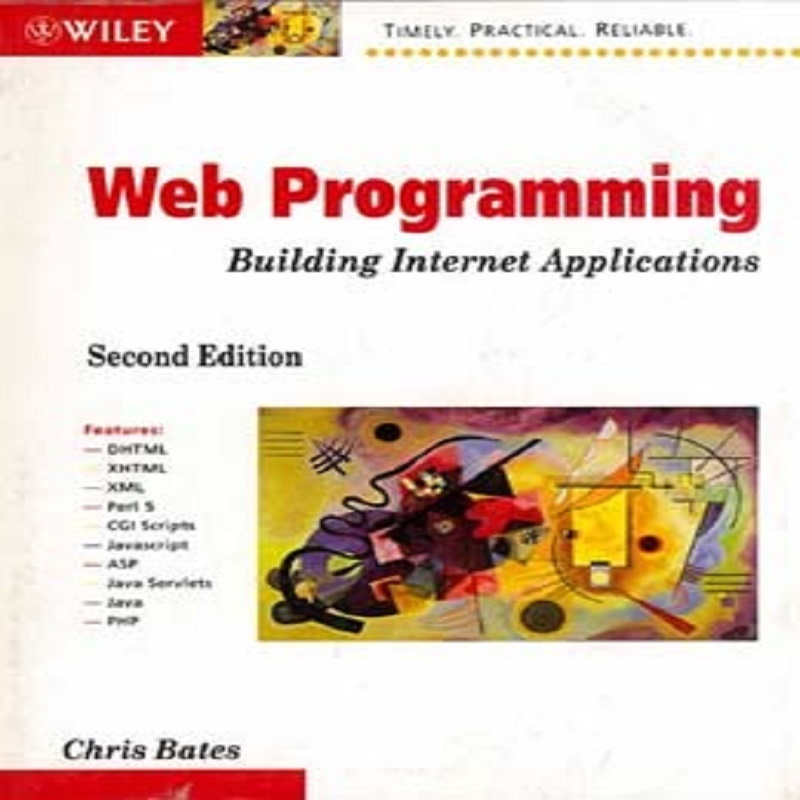 WILEY
TIMELY. PRACTICAL. RELIABLE.
Web Programming
Building Internet Applications
Second Edition
Features:
— DHTML
— XHTML
— XML
— Perl 5
— CGI Scripts
— Javascript
— ASP
— Java Servlets
— Java
— PHP
Chris Bates